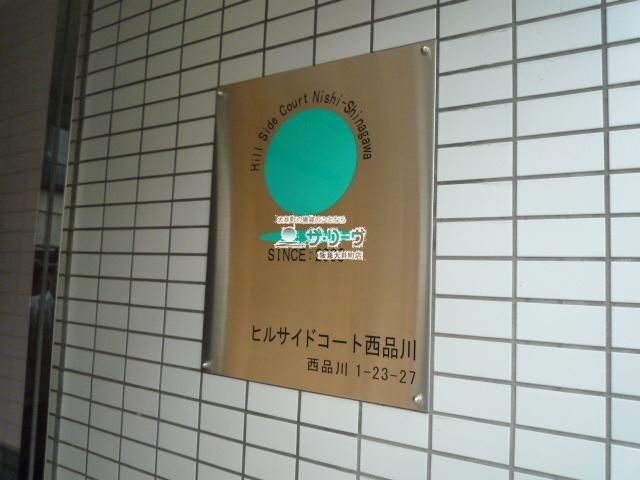 Hill Side Court Nishi-Shinagawa
サリーヴ
SINCE:
ヒルサイドコート西品川
西品川 1-23-27